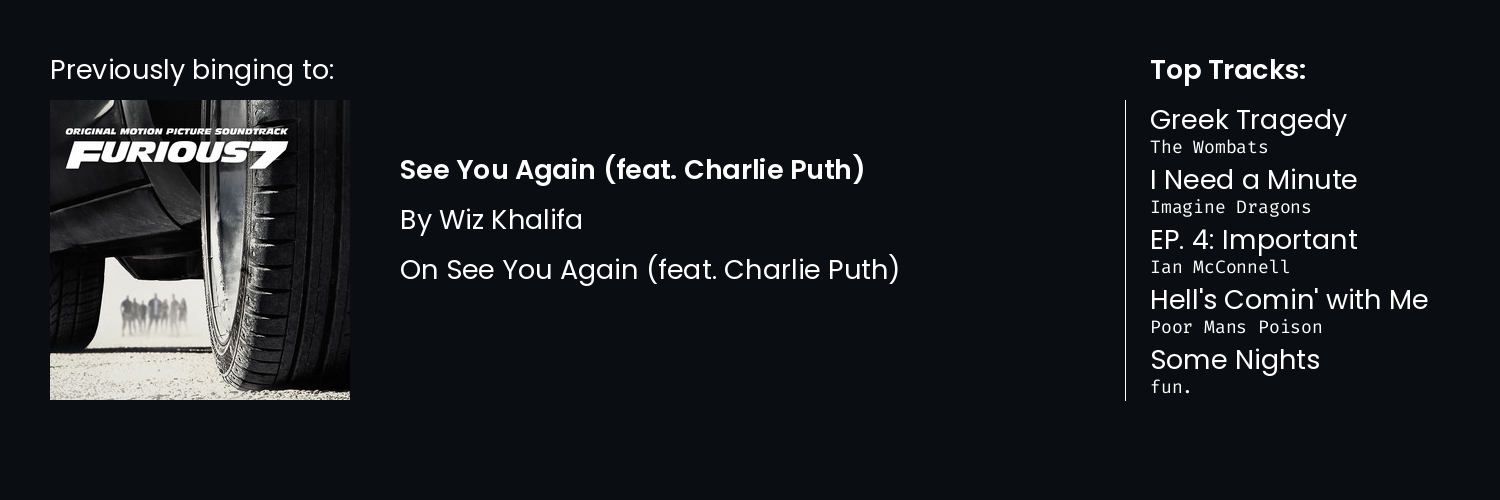 Previously binging to:
ORIGINAL MOTION PICTURE SOUNDTRACK
FURIOUS 7
See You Again (feat. Charlie Puth)
By Wiz Khalifa
On See You Again (feat. Charlie Puth)
Top Tracks:
Greek Tragedy
The Wombats
I Need a Minute
Imagine Dragons
EP. 4: Important
Ian McConnell
Hell's Comin' with Me
Poor Mans Poison
Some Nights
fun.